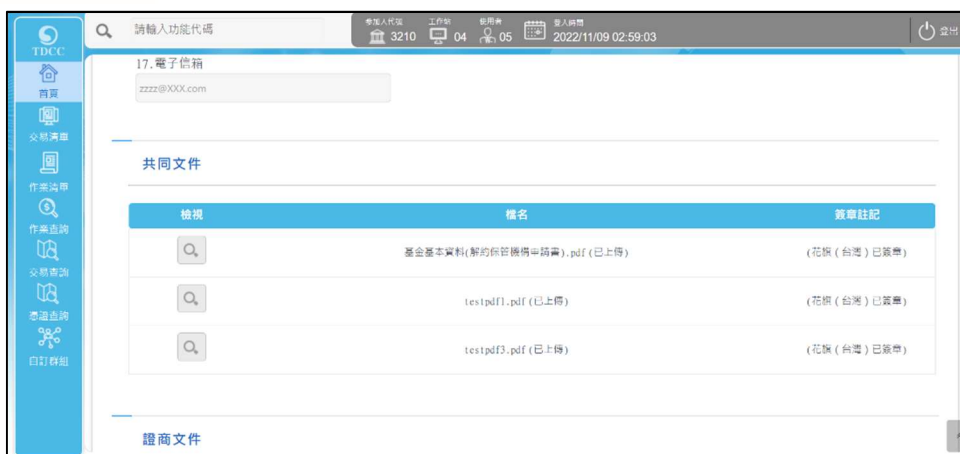 TDCC
請輸入功能代碼
參加人代碼 工作站 使用者 登入時間
3210 04 05 2022/11/09 02:59:03
登出
首頁
交易清單
作業清單
作業查詢
交易查詢
憑證查詢
自訂群組
17.電子信箱
zzzz@XXX.com
共同文件
檢視 檔名 簽章註記
基金基本資料(解約保管機構申請書).pdf(已上傳) (花旗(台灣)已簽章)
testpdf1.pdf(已上傳) (花旗(台灣)已簽章)
testpdf3.pdf(已上傳) (花旗(台灣)已簽章)
證商文件